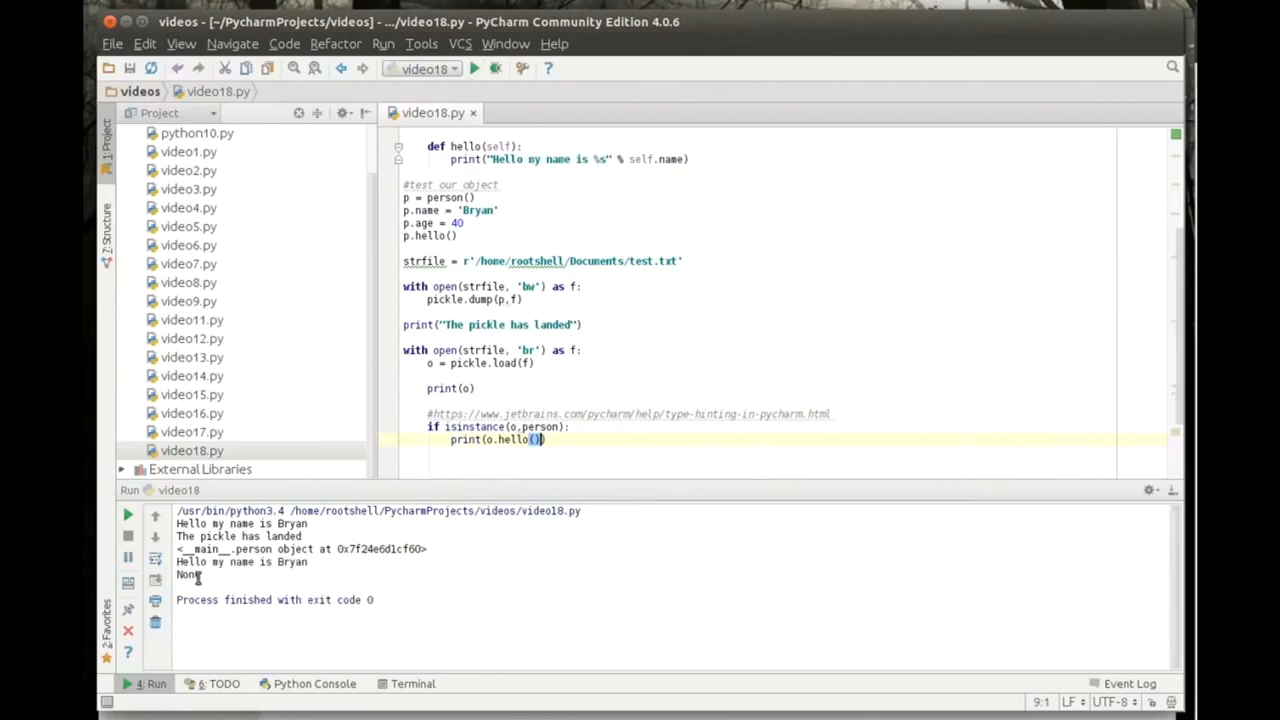 videos - [~/PycharmProjects/videos] - .../video18.py - PyCharm Community Edition 4.0.6
File Edit View Navigate Code Refactor Run Tools VCS Window Help
video18
videos video18.py
Project
video18.py
1: Project
7: Structure
2: Favorites
python10.py
video1.py
video2.py
video3.py
video4.py
video5.py
video6.py
video7.py
video8.py
video9.py
video11.py
video12.py
video13.py
video14.py
video15.py
video16.py
video17.py
video18.py
External Libraries
def hello(self):
print("Hello my name is %s" % self.name)
#test our object
p = person()
p.name = 'Bryan'
p.age = 40
p.hello()
strfile = r'/home/rootshell/Documents/test.txt'
with open(strfile, 'bw') as f:
pickle.dump(p,f)
print("The pickle has landed")
with open(strfile, 'br') as f:
o = pickle.load(f)
print(o)
#https://www.jetbrains.com/pycharm/help/type-hinting-in-pycharm.html
if isinstance(o,person):
print(o.hello())
Run video18
/usr/bin/python3.4 /home/rootshell/PycharmProjects/videos/video18.py
Hello my name is Bryan
The pickle has landed
<__main__.person object at 0x7f24e6d1cf60>
Hello my name is Bryan
None
Process finished with exit code 0
4: Run 6: TODO Python Console Terminal Event Log
9:1 LF UTF-8